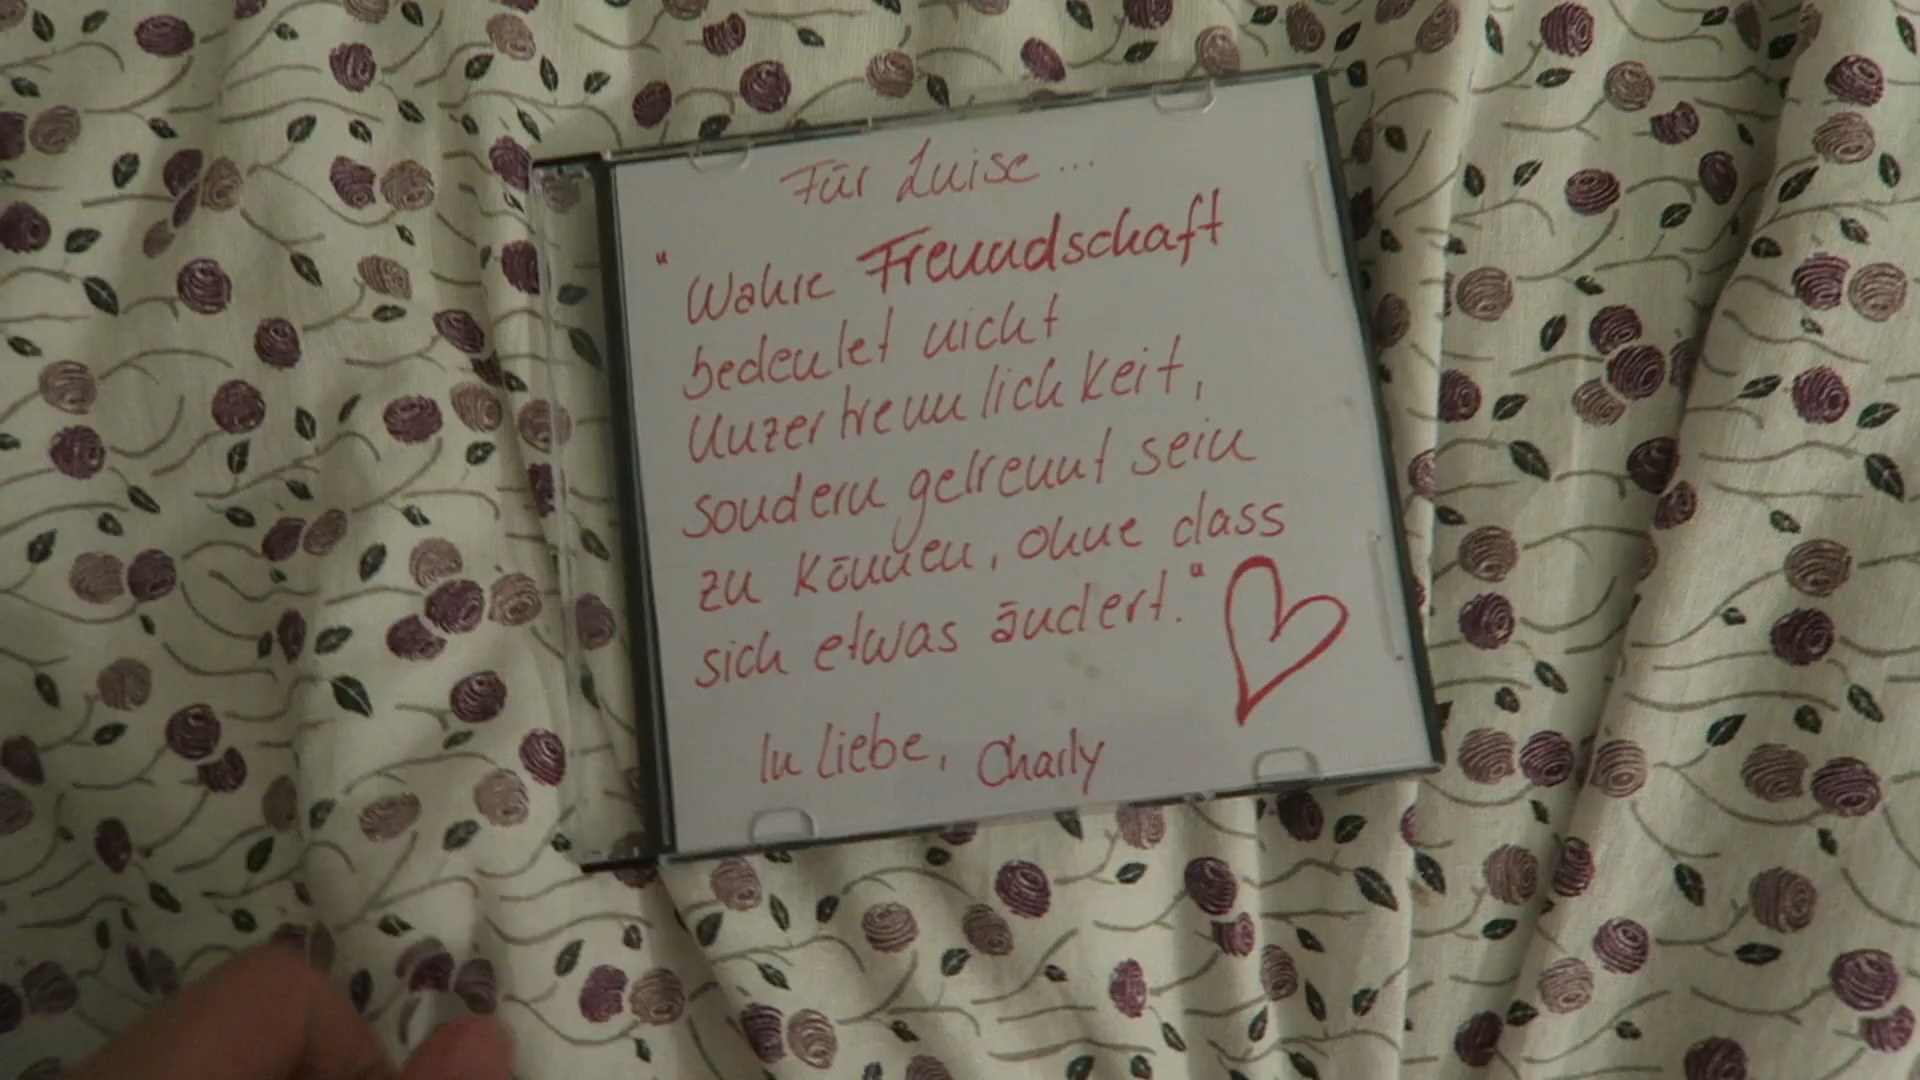 Für Luise ...
"Wahre Freundschaft
bedeutet nicht
Unzertrennlichkeit,
sondern getrennt sein
zu können, ohne dass
sich etwas ändert."
In Liebe, Charly